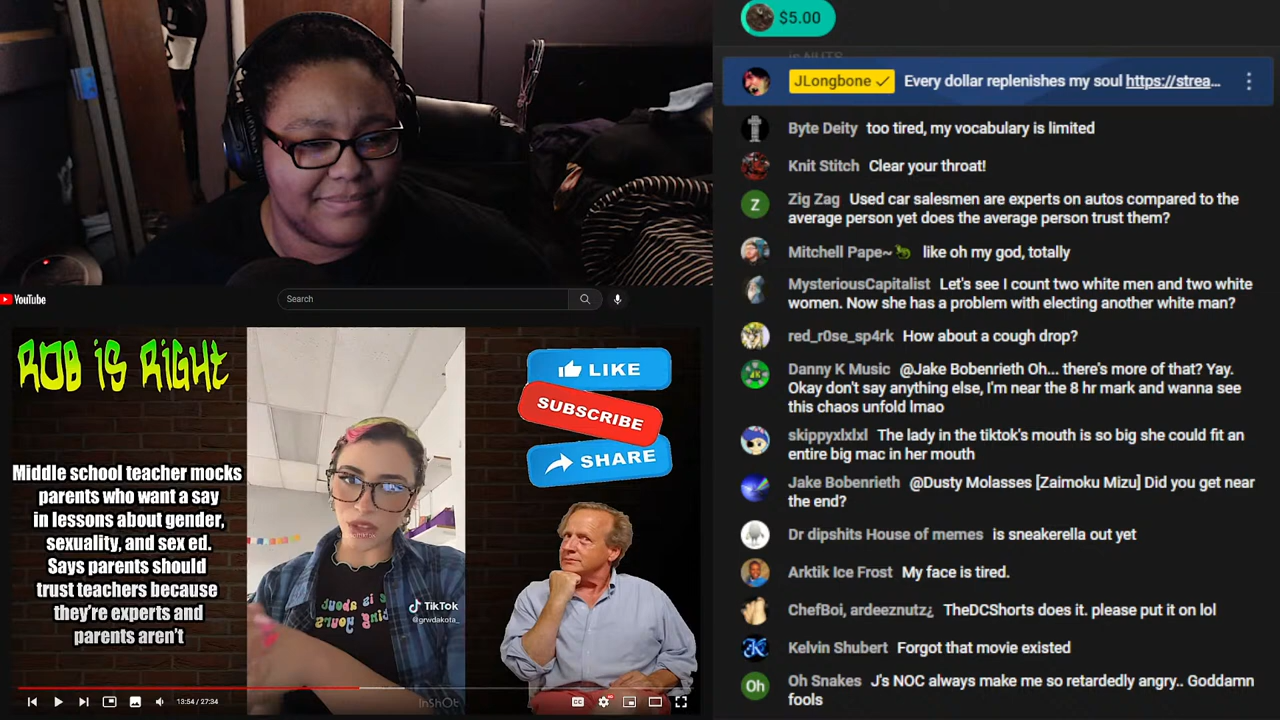 $5.00
is NUTS
JLongbone Every dollar replenishes my soul https://strea...
Byte Deity too tired, my vocabulary is limited
Knit Stitch Clear your throat!
Z Zig Zag Used car salesmen are experts on autos compared to the
average person yet does the average person trust them?
Mitchell Pape~ like oh my god, totally
MysteriousCapitalist Let's see I count two white men and two white
women. Now she has a problem with electing another white man?
red_r0se_sp4rk How about a cough drop?
Danny K Music @Jake Bobenrieth Oh... there's more of that? Yay.
Okay don't say anything else, I'm near the 8 hr mark and wanna see
this chaos unfold lmao
skippyxlxlxl The lady in the tiktok's mouth is so big she could fit an
entire big mac in her mouth
Jake Bobenrieth @Dusty Molasses [Zaimoku Mizu] Did you get near
the end?
Dr dipshits House of memes is sneakerella out yet
Arktik Ice Frost My face is tired.
ChefBoi, ardeeznutz¿ TheDCShorts does it. please put it on lol
Kelvin Shubert Forgot that movie existed
Oh Oh Snakes J's NOC always make me so retardedly angry.. Goddamn
fools
YouTube
Search
ROB IS RIGHT
Middle school teacher mocks
parents who want a say
in lessons about gender,
sexuality, and sex ed.
Says parents should
trust teachers because
they're experts and
parents aren't
LIKE
SUBSCRIBE
SHARE
TikTok
@grwdakota_
InShOt
13:54 / 27:34
CC